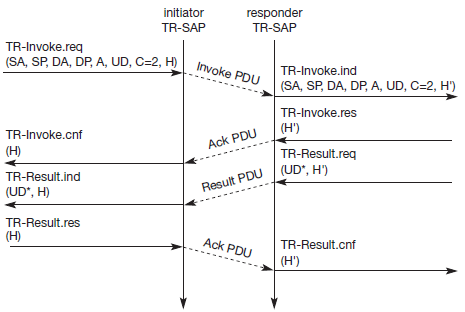 initiator
TR-SAP
responder
TR-SAP
TR-Invoke.req
(SA, SP, DA, DP, A, UD, C=2, H)
Invoke PDU
TR-Invoke.ind
(SA, SP, DA, DP, A, UD, C=2, H')
TR-Invoke.res
(H')
TR-Invoke.cnf
(H)
Ack PDU
TR-Result.req
(UD*, H')
TR-Result.ind
(UD*, H)
Result PDU
TR-Result.res
(H)
Ack PDU
TR-Result.cnf
(H')